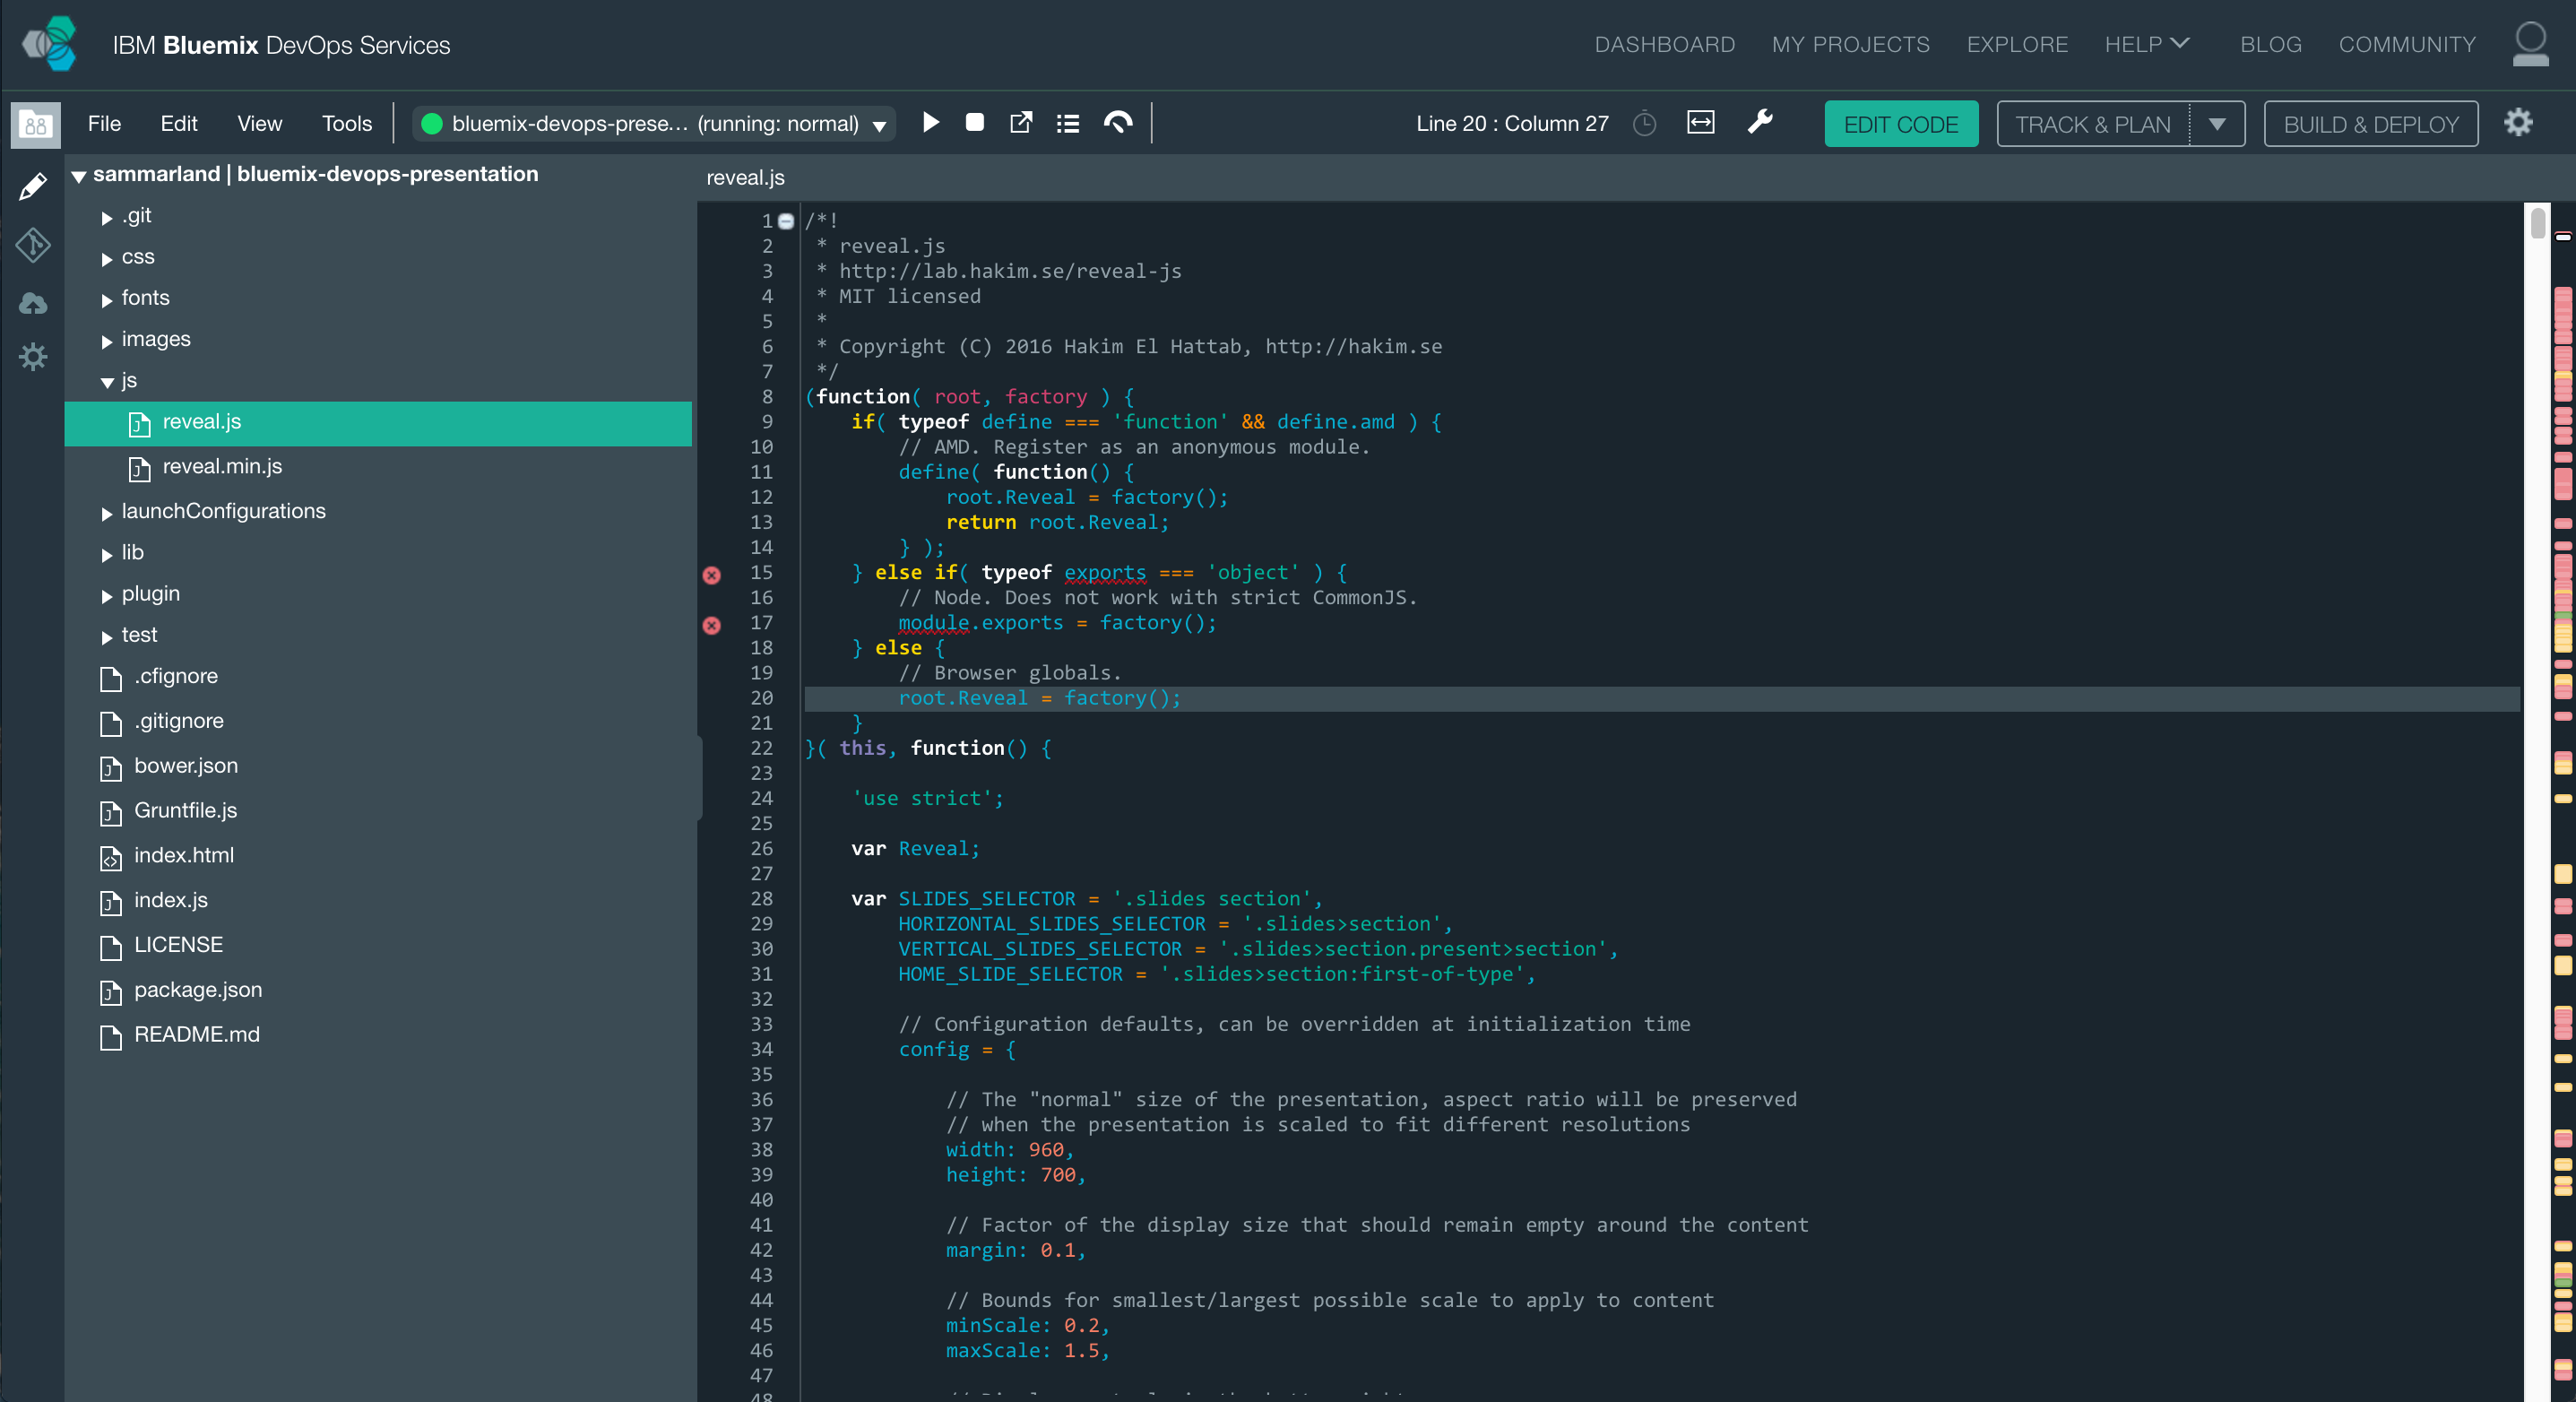 IBM Bluemix DevOps Services
DASHBOARD MY PROJECTS EXPLORE HELP BLOG COMMUNITY
File Edit View Tools bluemix-devops-prese... (running: normal) Line 20 : Column 27 EDIT CODE TRACK & PLAN BUILD & DEPLOY
sammarland | bluemix-devops-presentation
.git
css
fonts
images
js
reveal.js
reveal.min.js
launchConfigurations
lib
plugin
test
.cfignore
.gitignore
bower.json
Gruntfile.js
index.html
index.js
LICENSE
package.json
README.md
reveal.js
1 /*!
2  * reveal.js
3  * http://lab.hakim.se/reveal-js
4  * MIT licensed
5  *
6  * Copyright (C) 2016 Hakim El Hattab, http://hakim.se
7  */
8 (function( root, factory ) {
9     if( typeof define === 'function' && define.amd ) {
10         // AMD. Register as an anonymous module.
11         define( function() {
12             root.Reveal = factory();
13             return root.Reveal;
14         } );
15     } else if( typeof exports === 'object' ) {
16         // Node. Does not work with strict CommonJS.
17         module.exports = factory();
18     } else {
19         // Browser globals.
20         root.Reveal = factory();
21     }
22 }( this, function() {
23
24     'use strict';
25
26     var Reveal;
27
28     var SLIDES_SELECTOR = '.slides section',
29         HORIZONTAL_SLIDES_SELECTOR = '.slides>section',
30         VERTICAL_SLIDES_SELECTOR = '.slides>section.present>section',
31         HOME_SLIDE_SELECTOR = '.slides>section:first-of-type',
32
33         // Configuration defaults, can be overridden at initialization time
34         config = {
35
36             // The "normal" size of the presentation, aspect ratio will be preserved
37             // when the presentation is scaled to fit different resolutions
38             width: 960,
39             height: 700,
40
41             // Factor of the display size that should remain empty around the content
42             margin: 0.1,
43
44             // Bounds for smallest/largest possible scale to apply to content
45             minScale: 0.2,
46             maxScale: 1.5,
47
48